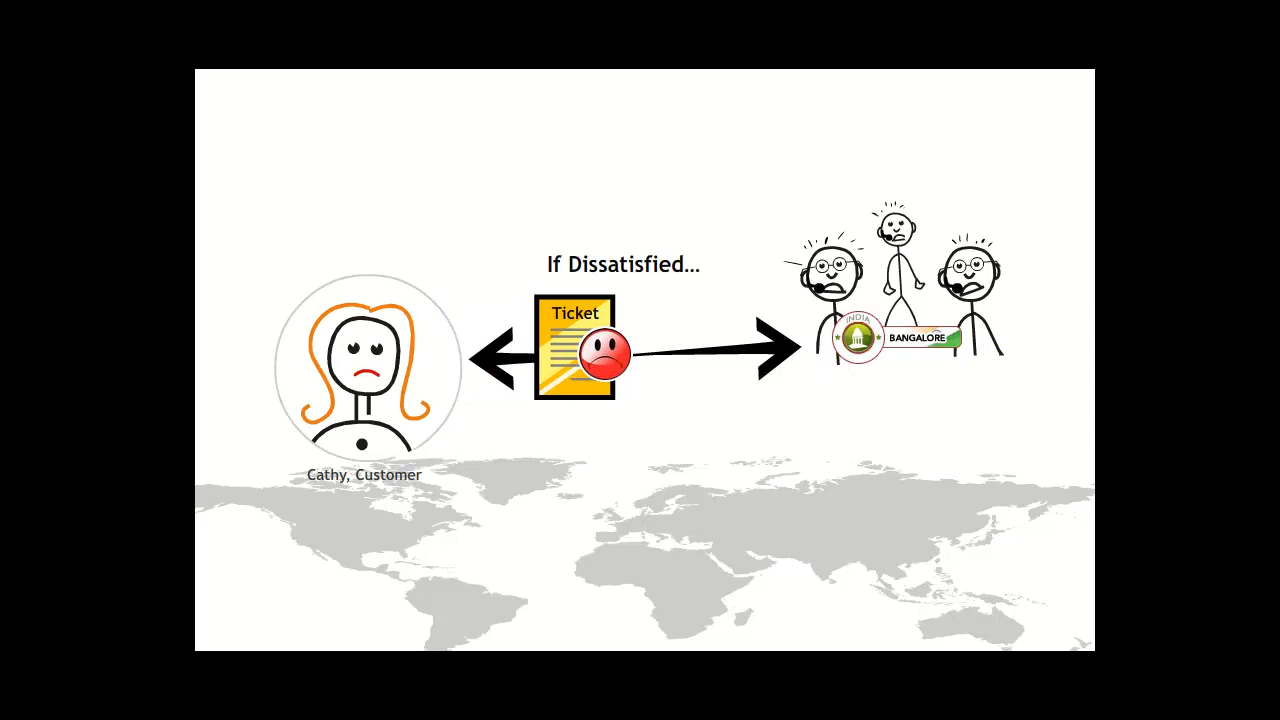 If Dissatisfied...
Ticket
INDIA
BANGALORE
Cathy, Customer